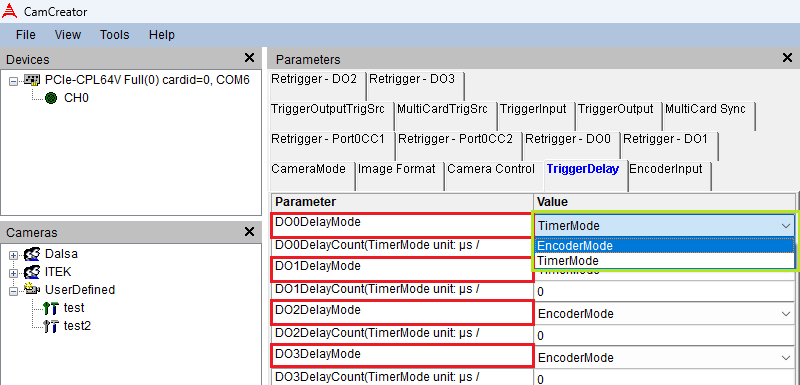 CamCreator
File View Tools Help
Devices
PCIe-CPL64V Full(0) cardid=0, COM6
CH0
Cameras
Dalsa
ITEK
UserDefined
test
test2
Parameters
Retrigger - DO2 Retrigger - DO3
TriggerOutputTrigSrc MultiCardTrigSrc TriggerInput TriggerOutput MultiCard Sync
Retrigger - Port0CC1 Retrigger - Port0CC2 Retrigger - DO0 Retrigger - DO1
CameraMode Image Format Camera Control TriggerDelay EncoderInput
Parameter Value
DO0DelayMode TimerMode
EncoderMode
TimerMode
DO0DelayCount(TimerMode unit: µs /
DO1DelayMode TimerMode
DO1DelayCount(TimerMode unit: µs / 0
DO2DelayMode EncoderMode
DO2DelayCount(TimerMode unit: µs / 0
DO3DelayMode EncoderMode
DO3DelayCount(TimerMode unit: µs / 0